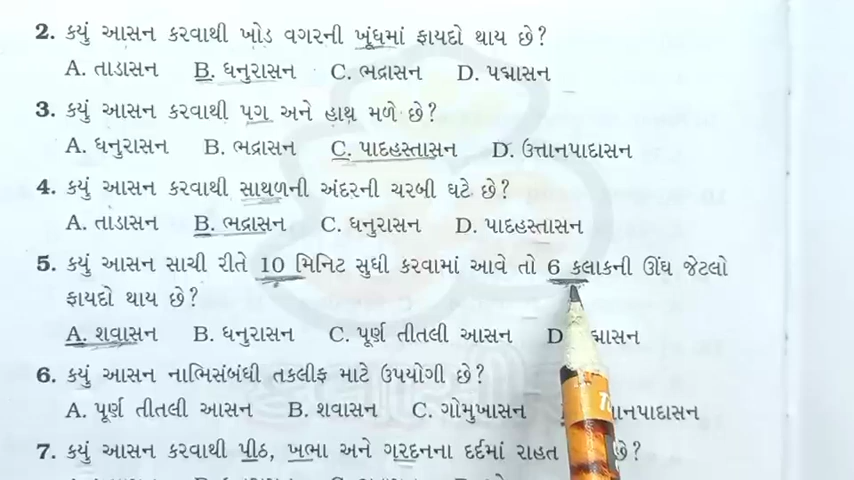 2. કયું આસન કરવાથી ખોડ વગરની ખૂંધમાં ફાયદો થાય છે?
A. તાડાસન B. ધનુરાસન C. ભદ્રાસન D. પદ્માસન
3. કયું આસન કરવાથી પગ અને હાથ મળે છે?
A. ધનુરાસન B. ભદ્રાસન C. પાદહસ્તાસન D. ઉત્તાનપાદાસન
4. કયું આસન કરવાથી સાથળની અંદરની ચરબી ઘટે છે?
A. તાડાસન B. ભદ્રાસન C. ધનુરાસન D. પાદહસ્તાસન
5. કયું આસન સાચી રીતે 10 મિનિટ સુધી કરવામાં આવે તો 6 કલાકની ઊંઘ જેટલો
ફાયદો થાય છે?
A. શવાસન B. ધનુરાસન C. પૂર્ણ તીતલી આસન D
6. કયું આસન નાભિસંબંધી તકલીફ માટે ઉપયોગી છે?
A. પૂર્ણ તીતલી આસન B. શવાસન C. ગોમુખાસન
7. કયું આસન કરવાથી પીઠ, ખભા અને ગરદનના દર્દમાં રાહત છે?